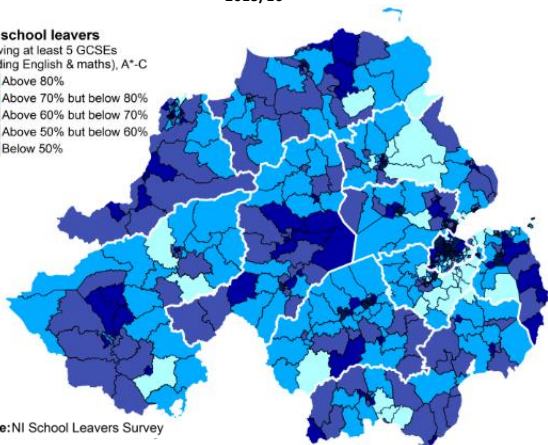 school leavers
ving at least 5 GCSEs
ding English & maths), A*-C
Above 80%
Above 70% but below 80%
Above 60% but below 70%
Above 50% but below 60%
Below 50%
e:NI School Leavers Survey